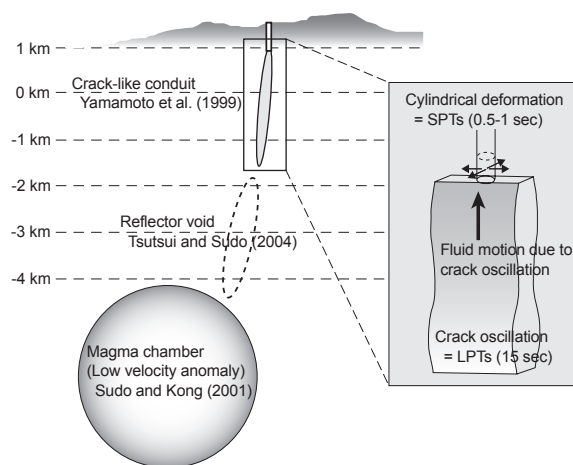 1 km
Crack-like conduit
0 km
Yamamoto et al. (1999)
-1 km
-2 km
Reflector void
Tsutsui and Sudo (2004)
-3 km
-4 km
Magma chamber
(Low velocity anomaly)
Sudo and Kong (2001)
Cylindrical deformation
= SPTs (0.5-1 sec)
Fluid motion due to
crack oscillation
Crack oscillation
= LPTs (15 sec)